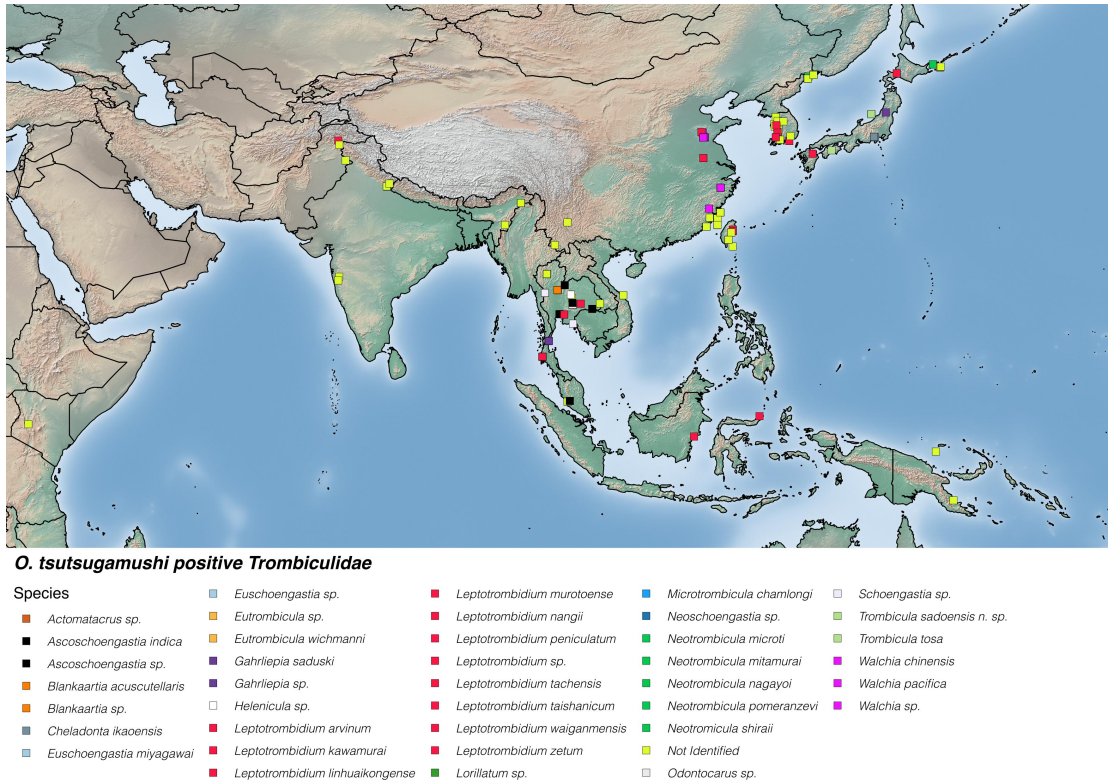 O. tsutsugamushi positive Trombiculidae
Species
Actomatacrus sp.
Ascoschoengastia indica
Ascoschoengastia sp.
Blankaartia acuscutellaris
Blankaartia sp.
Cheladonta ikaoensis
Euschoengastia miyagawai
Euschoengastia sp.
Eutrombicula sp.
Eutrombicula wichmanni
Gahrliepia saduski
Gahrliepia sp.
Helenicula sp.
Leptotrombidium arvinum
Leptotrombidium kawamurai
Leptotrombidium linhuaikongense
Leptotrombidium murotoense
Leptotrombidium nangii
Leptotrombidium peniculatum
Leptotrombidium sp.
Leptotrombidium tachensis
Leptotrombidium taishanicum
Leptotrombidium waiganmensis
Leptotrombidium zetum
Lorillatum sp.
Microtrombicula chamlongi
Neoschoengastia sp.
Neotrombicula microti
Neotrombicula mitamurai
Neotrombicula nagayoi
Neotrombicula pomeranzevi
Neotromicula shiraii
Not Identified
Odontocarus sp.
Schoengastia sp.
Trombicula sadoensis n. sp.
Trombicula tosa
Walchia chinensis
Walchia pacifica
Walchia sp.